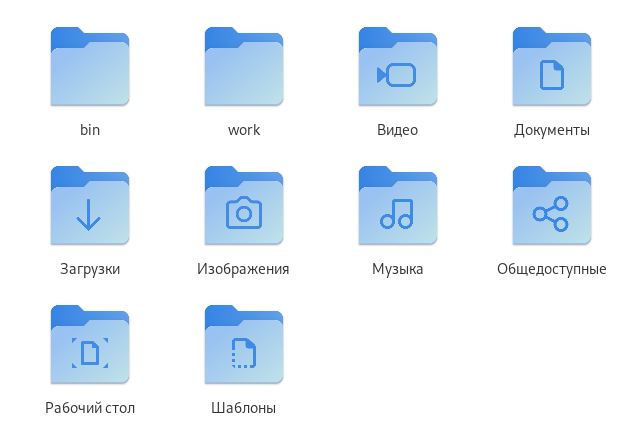 bin
work
Видео
Документы
Загрузки
Изображения
Музыка
Общедоступные
Рабочий стол
Шаблоны